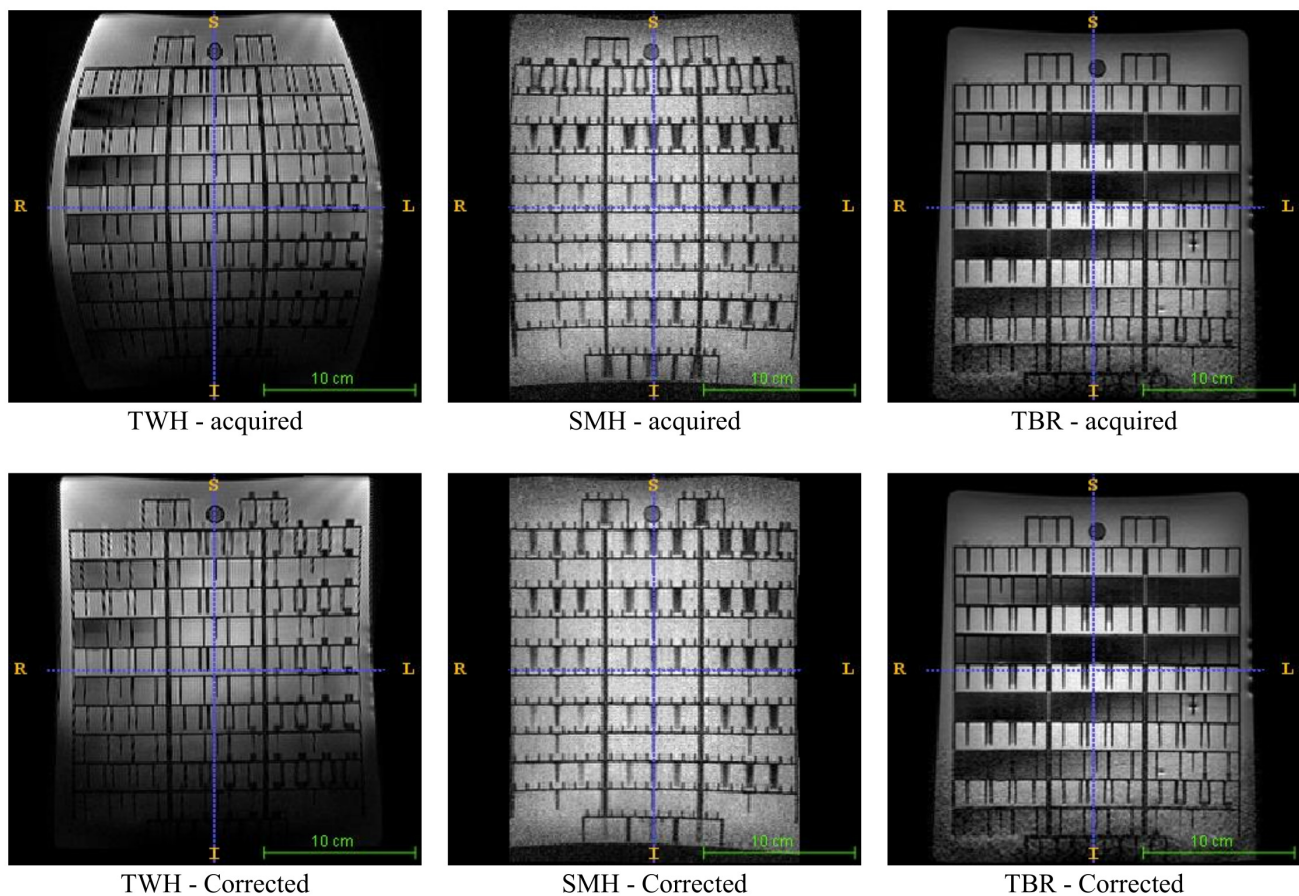 S S S
R L R L R L
10 cm 10 cm 10 cm
I I I
TWH - acquired SMH - acquired TBR - acquired
S S S
R L R L R L
10 cm 10 cm 10 cm
I I I
TWH - Corrected SMH - Corrected TBR - Corrected